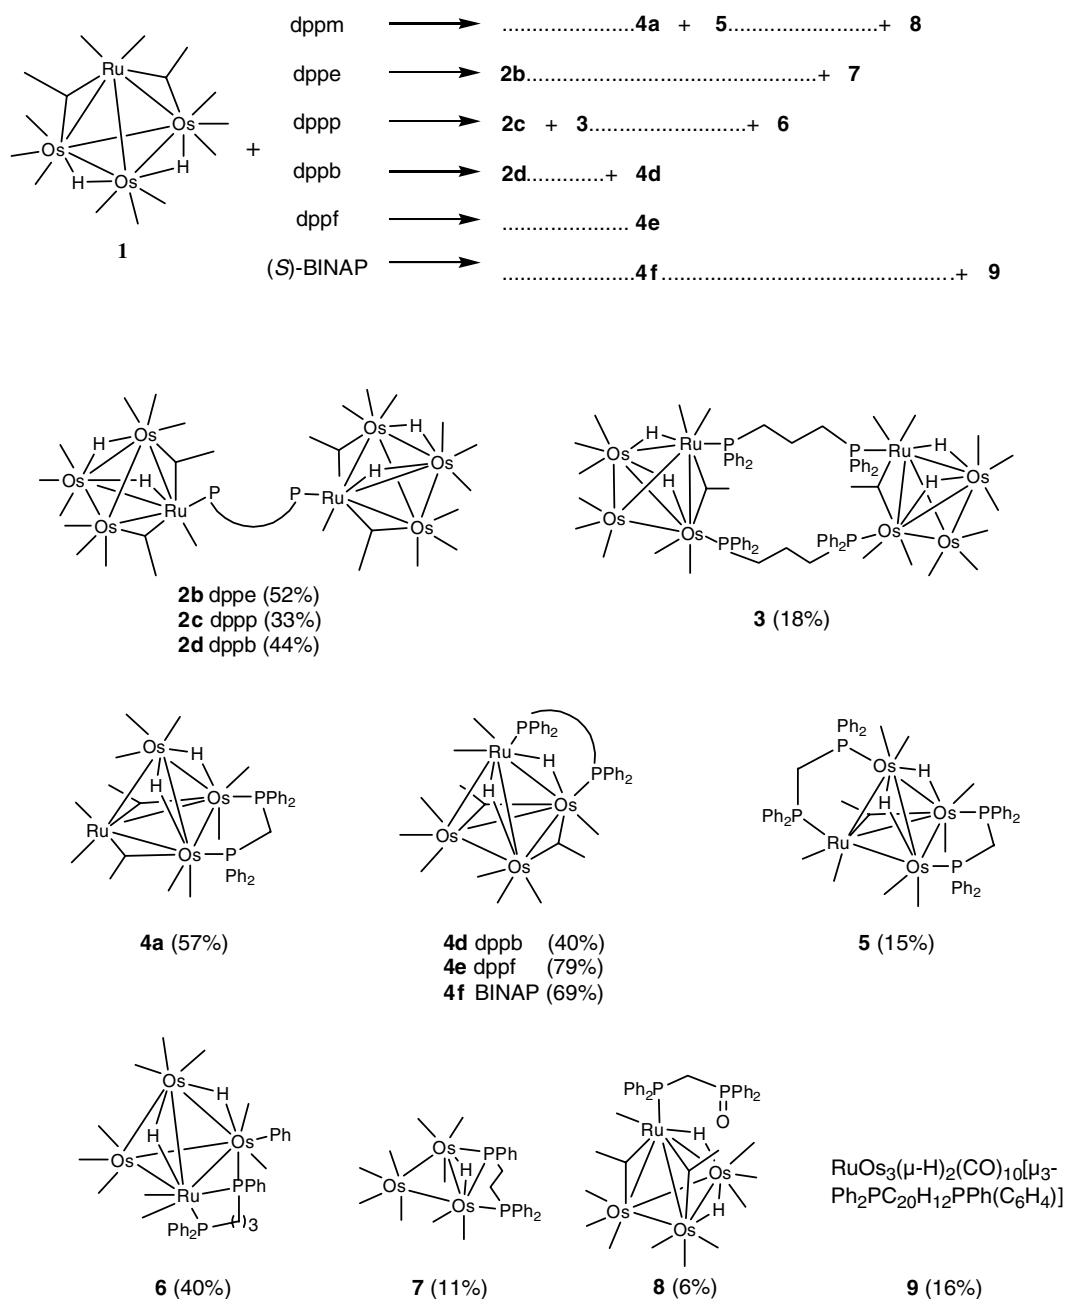 dppm ......................4a + 5.........................+ 8
dppe 2b................................................+ 7
dppp 2c + 3..........................+ 6
dppb 2d.............+ 4d
dppf ..................... 4e
(S)-BINAP ......................4f.................................................+ 9
+
Ru
Os
Os
H
H
Os
1
Os
H
H
Os
Os
Ru
P
P
Os
H
H
Os
Ru
Os
2b dppe (52%)
2c dppp (33%)
2d dppb (44%)
H
Ru
P
Ph2
P
Ph2
Ru
H
Os
H
H
Os
Os
Os
PPh2
Ph2P
Os
Os
3 (18%)
Os
H
H
Os
PPh2
Ru
Os
P
Ph2
4a (57%)
PPh2
Ru
H
H
PPh2
Os
Os
Os
4d dppb (40%)
4e dppf (79%)
4f BINAP (69%)
Ph2
P
Os
H
H
Ph2P
Os
PPh2
Ru
Os
P
Ph2
5 (15%)
Os
H
H
Ph
Os
Os
Ru
PPh
Ph2P
( )3
6 (40%)
Os
PPh
H
Os
Os
PPh2
7 (11%)
Ph2P
PPh2
O
Ru
H
Os
H
Os
Os
8 (6%)
RuOs3(μ-H)2(CO)10[μ3-
Ph2PC20H12PPh(C6H4)]
9 (16%)